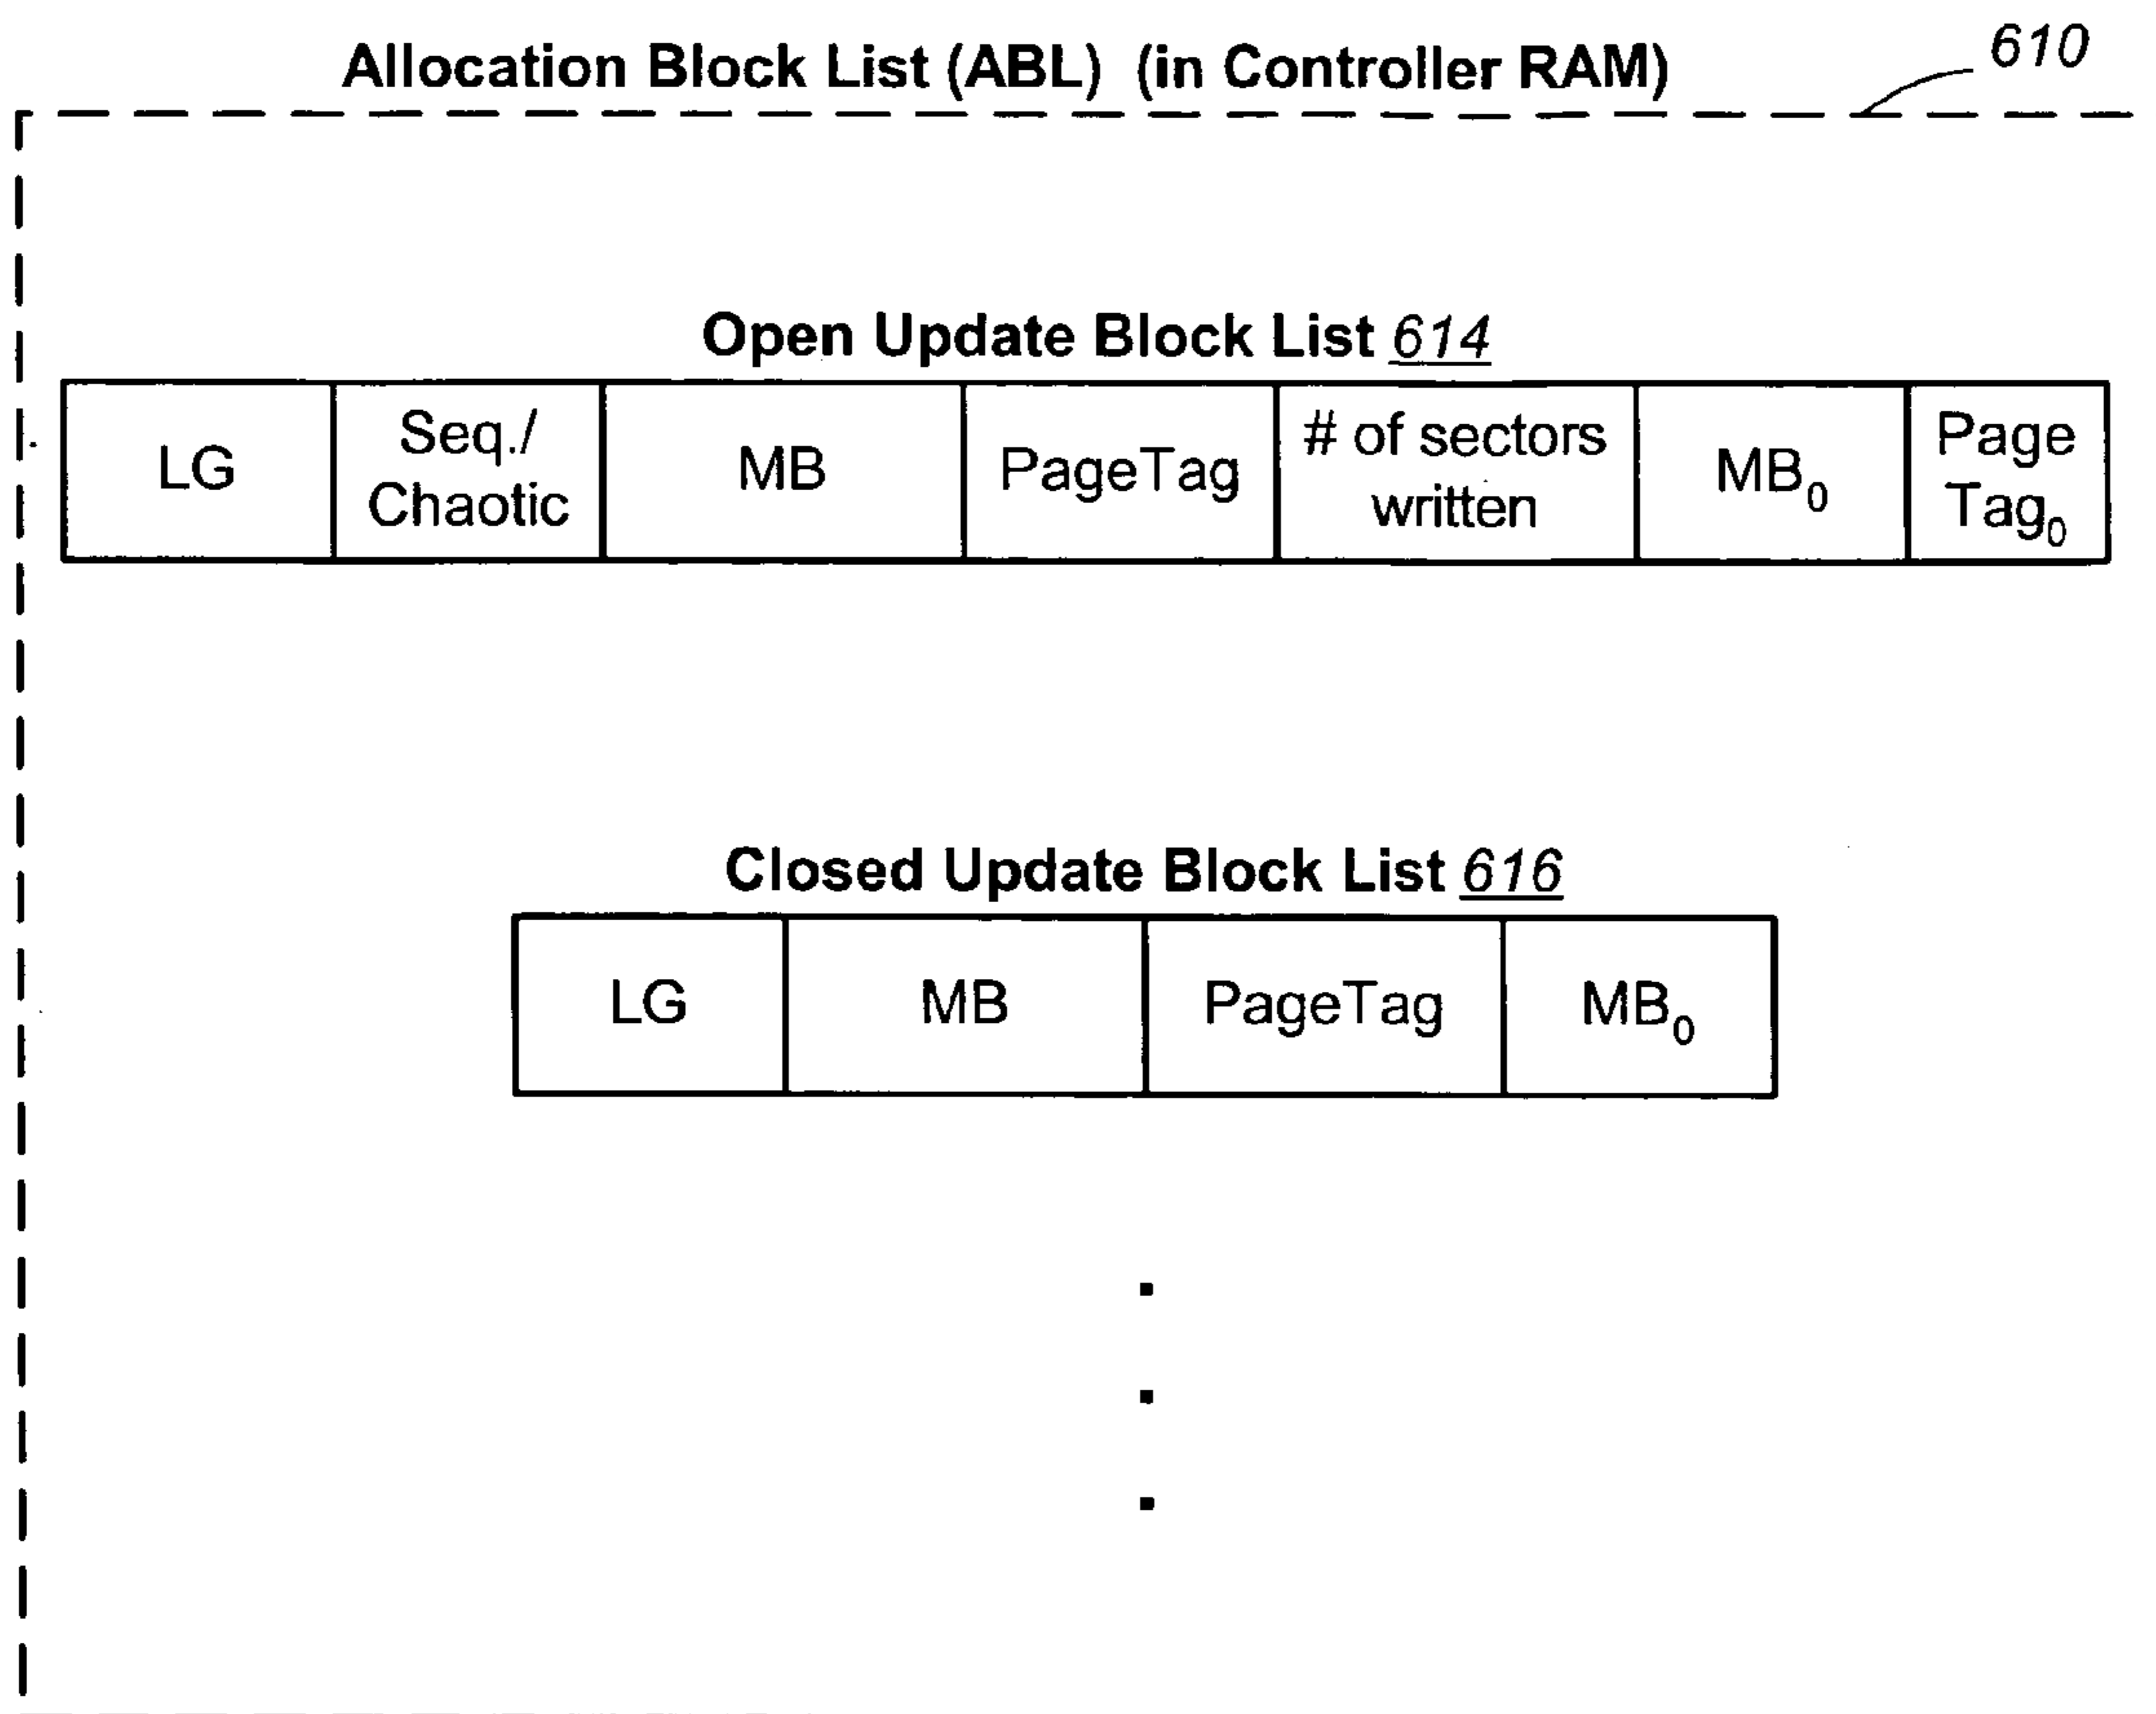 Allocation Block List (ABL) (in Controller RAM)
610
Open Update Block List 614
LG
Seq./
Chaotic
MB
PageTag
# of sectors
written
MB₀
Page
Tag₀
Closed Update Block List 616
LG
MB
PageTag
MB₀